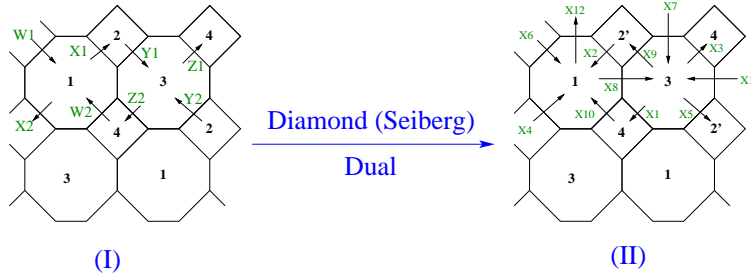 2 4
W1 X1 Y1
Z1
1 3
W2 Z2 Y2
X2 4 2
3 1
(I)
Diamond (Seiberg)
Dual
X12 X7
X6 2' 4
X2 X9 X3
1 X8 3
X4 X10 X1 X5
4 2'
3 1
(II)